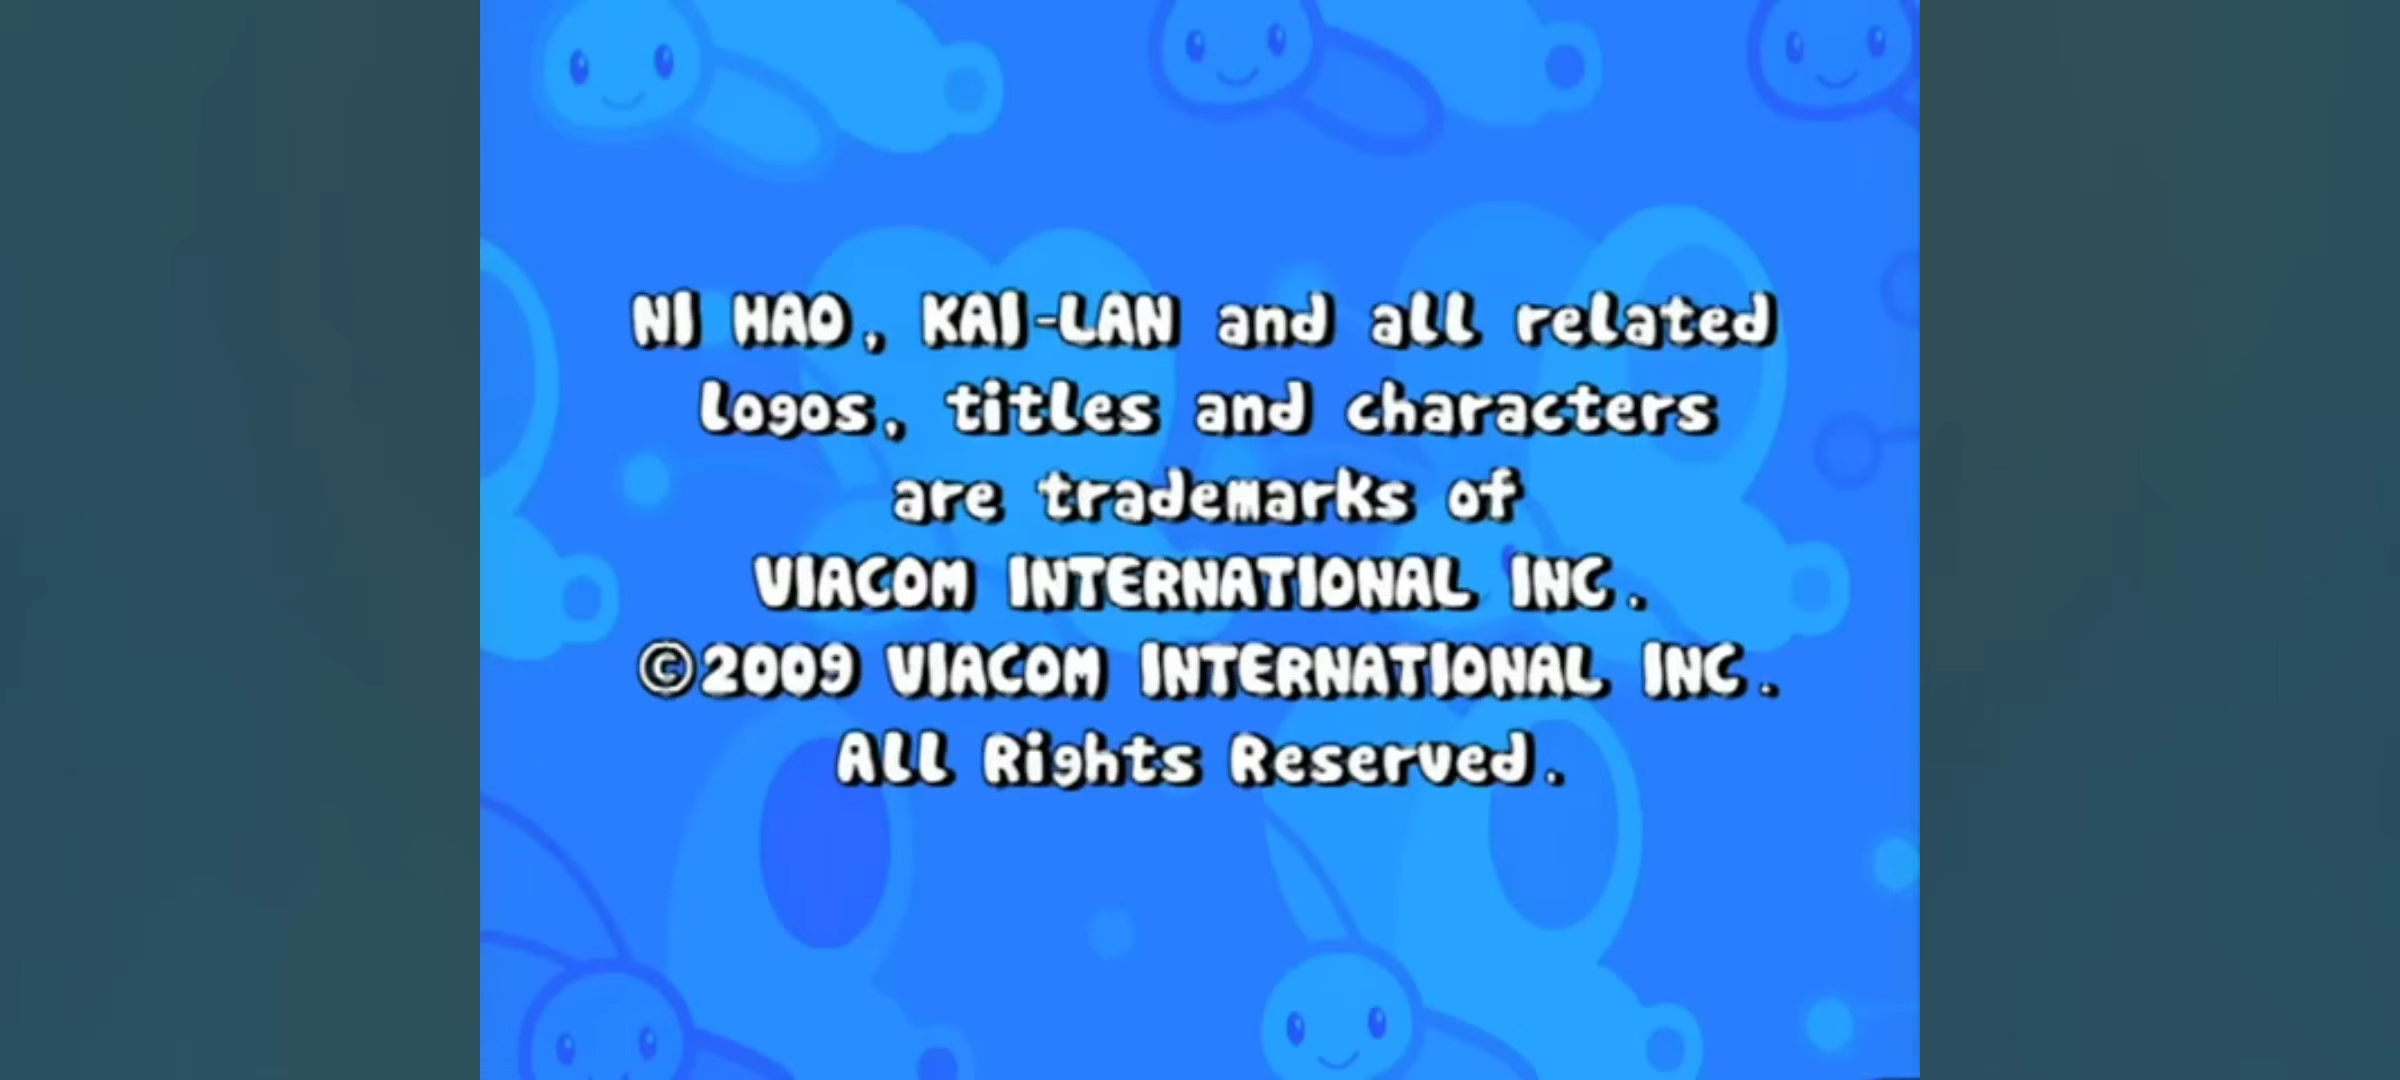 NI HAO, KAI-LAN and all related
logos, titles and characters
are trademarks of
VIACOM INTERNATIONAL INC.
©2009 VIACOM INTERNATIONAL INC.
All Rights Reserved.